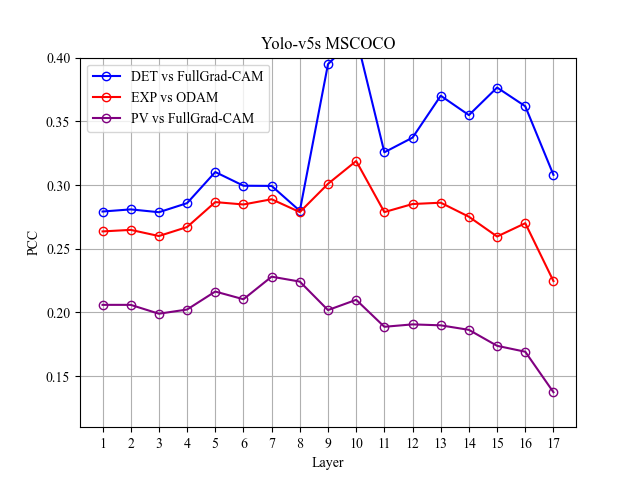 Yolo-v5s MSCOCO
DET vs FullGrad-CAM
EXP vs ODAM
PV vs FullGrad-CAM
PCC
0.40
0.35
0.30
0.25
0.20
0.15
1 2 3 4 5 6 7 8 9 10 11 12 13 14 15 16 17
Layer